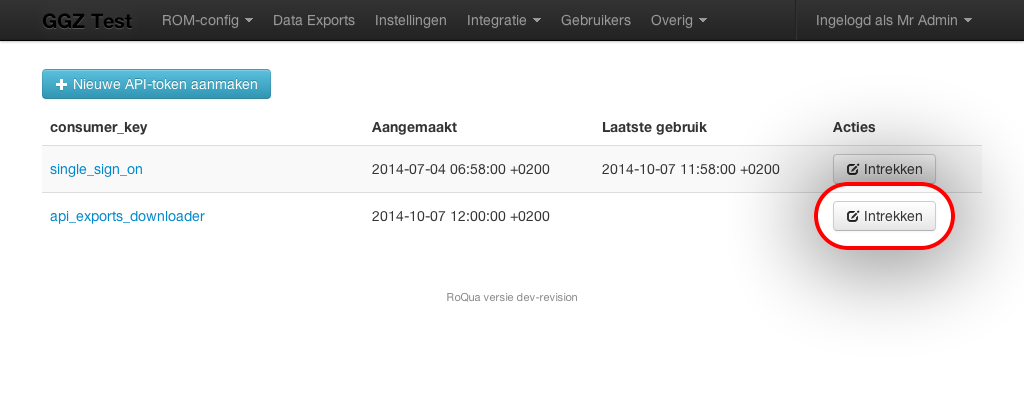 GGZ Test ROM-config Data Exports Instellingen Integratie Gebruikers Overig Ingelogd als Mr Admin
Nieuwe API-token aanmaken
consumer_key Aangemaakt Laatste gebruik Acties
single_sign_on 2014-07-04 06:58:00 +0200 2014-10-07 11:58:00 +0200 Intrekken
api_exports_downloader 2014-10-07 12:00:00 +0200 Intrekken
RoQua versie dev-revision